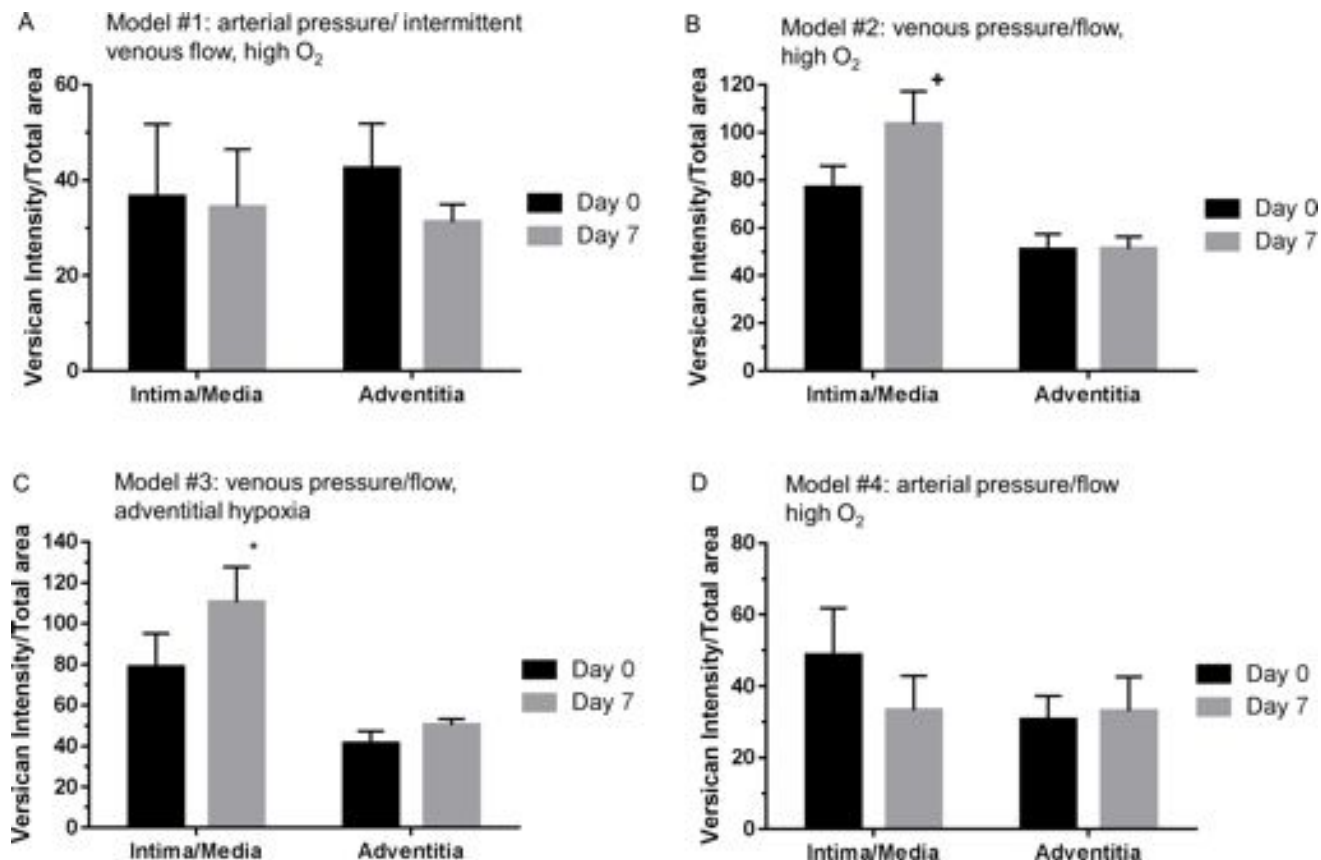 A
Model #1: arterial pressure/ intermittent
venous flow, high O₂
Versican Intensity/Total area
60
40
20
0
Intima/Media
Adventitia
Day 0
Day 7
B
Model #2: venous pressure/flow,
high O₂
Versican Intensity/Total area
120
100
80
60
40
20
0
+
Intima/Media
Adventitia
Day 0
Day 7
C
Model #3: venous pressure/flow,
adventitial hypoxia
Versican Intensity/Total area
140
120
100
80
60
40
20
0
*
Intima/Media
Adventitia
Day 0
Day 7
D
Model #4: arterial pressure/flow
high O₂
Versican Intensity/Total area
80
60
40
20
0
Intima/Media
Adventitia
Day 0
Day 7